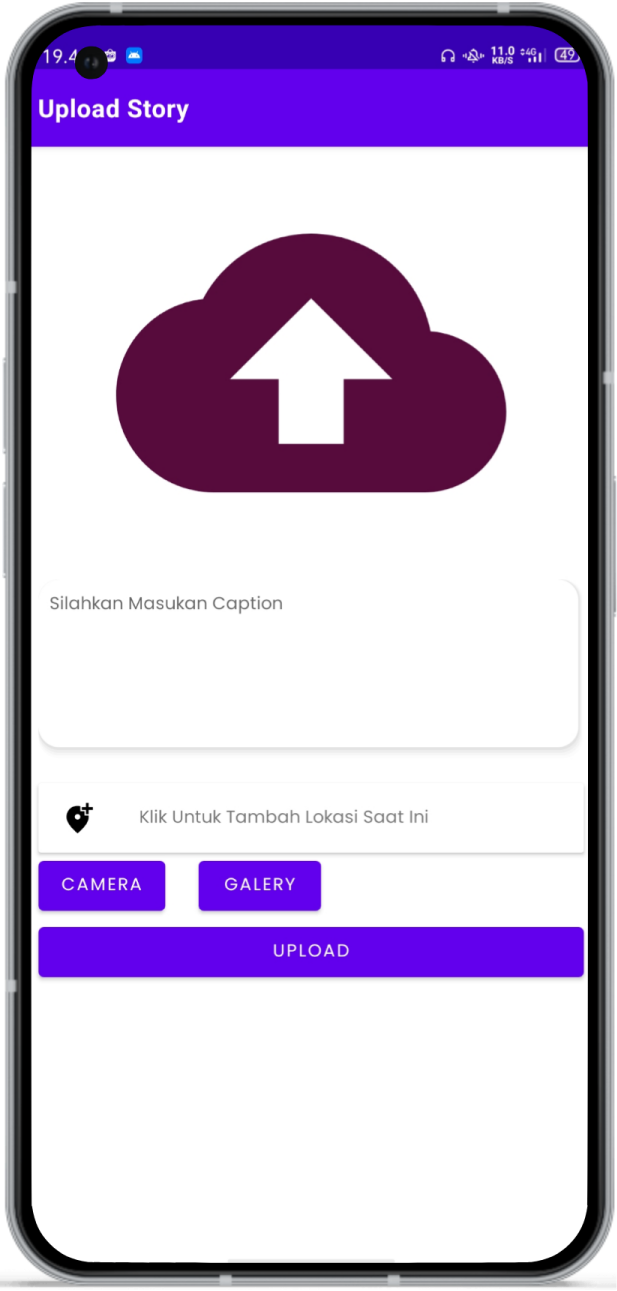 19.4
11.0
KB/S
4G
49
Upload Story
Silahkan Masukan Caption
Klik Untuk Tambah Lokasi Saat Ini
CAMERA
GALERY
UPLOAD